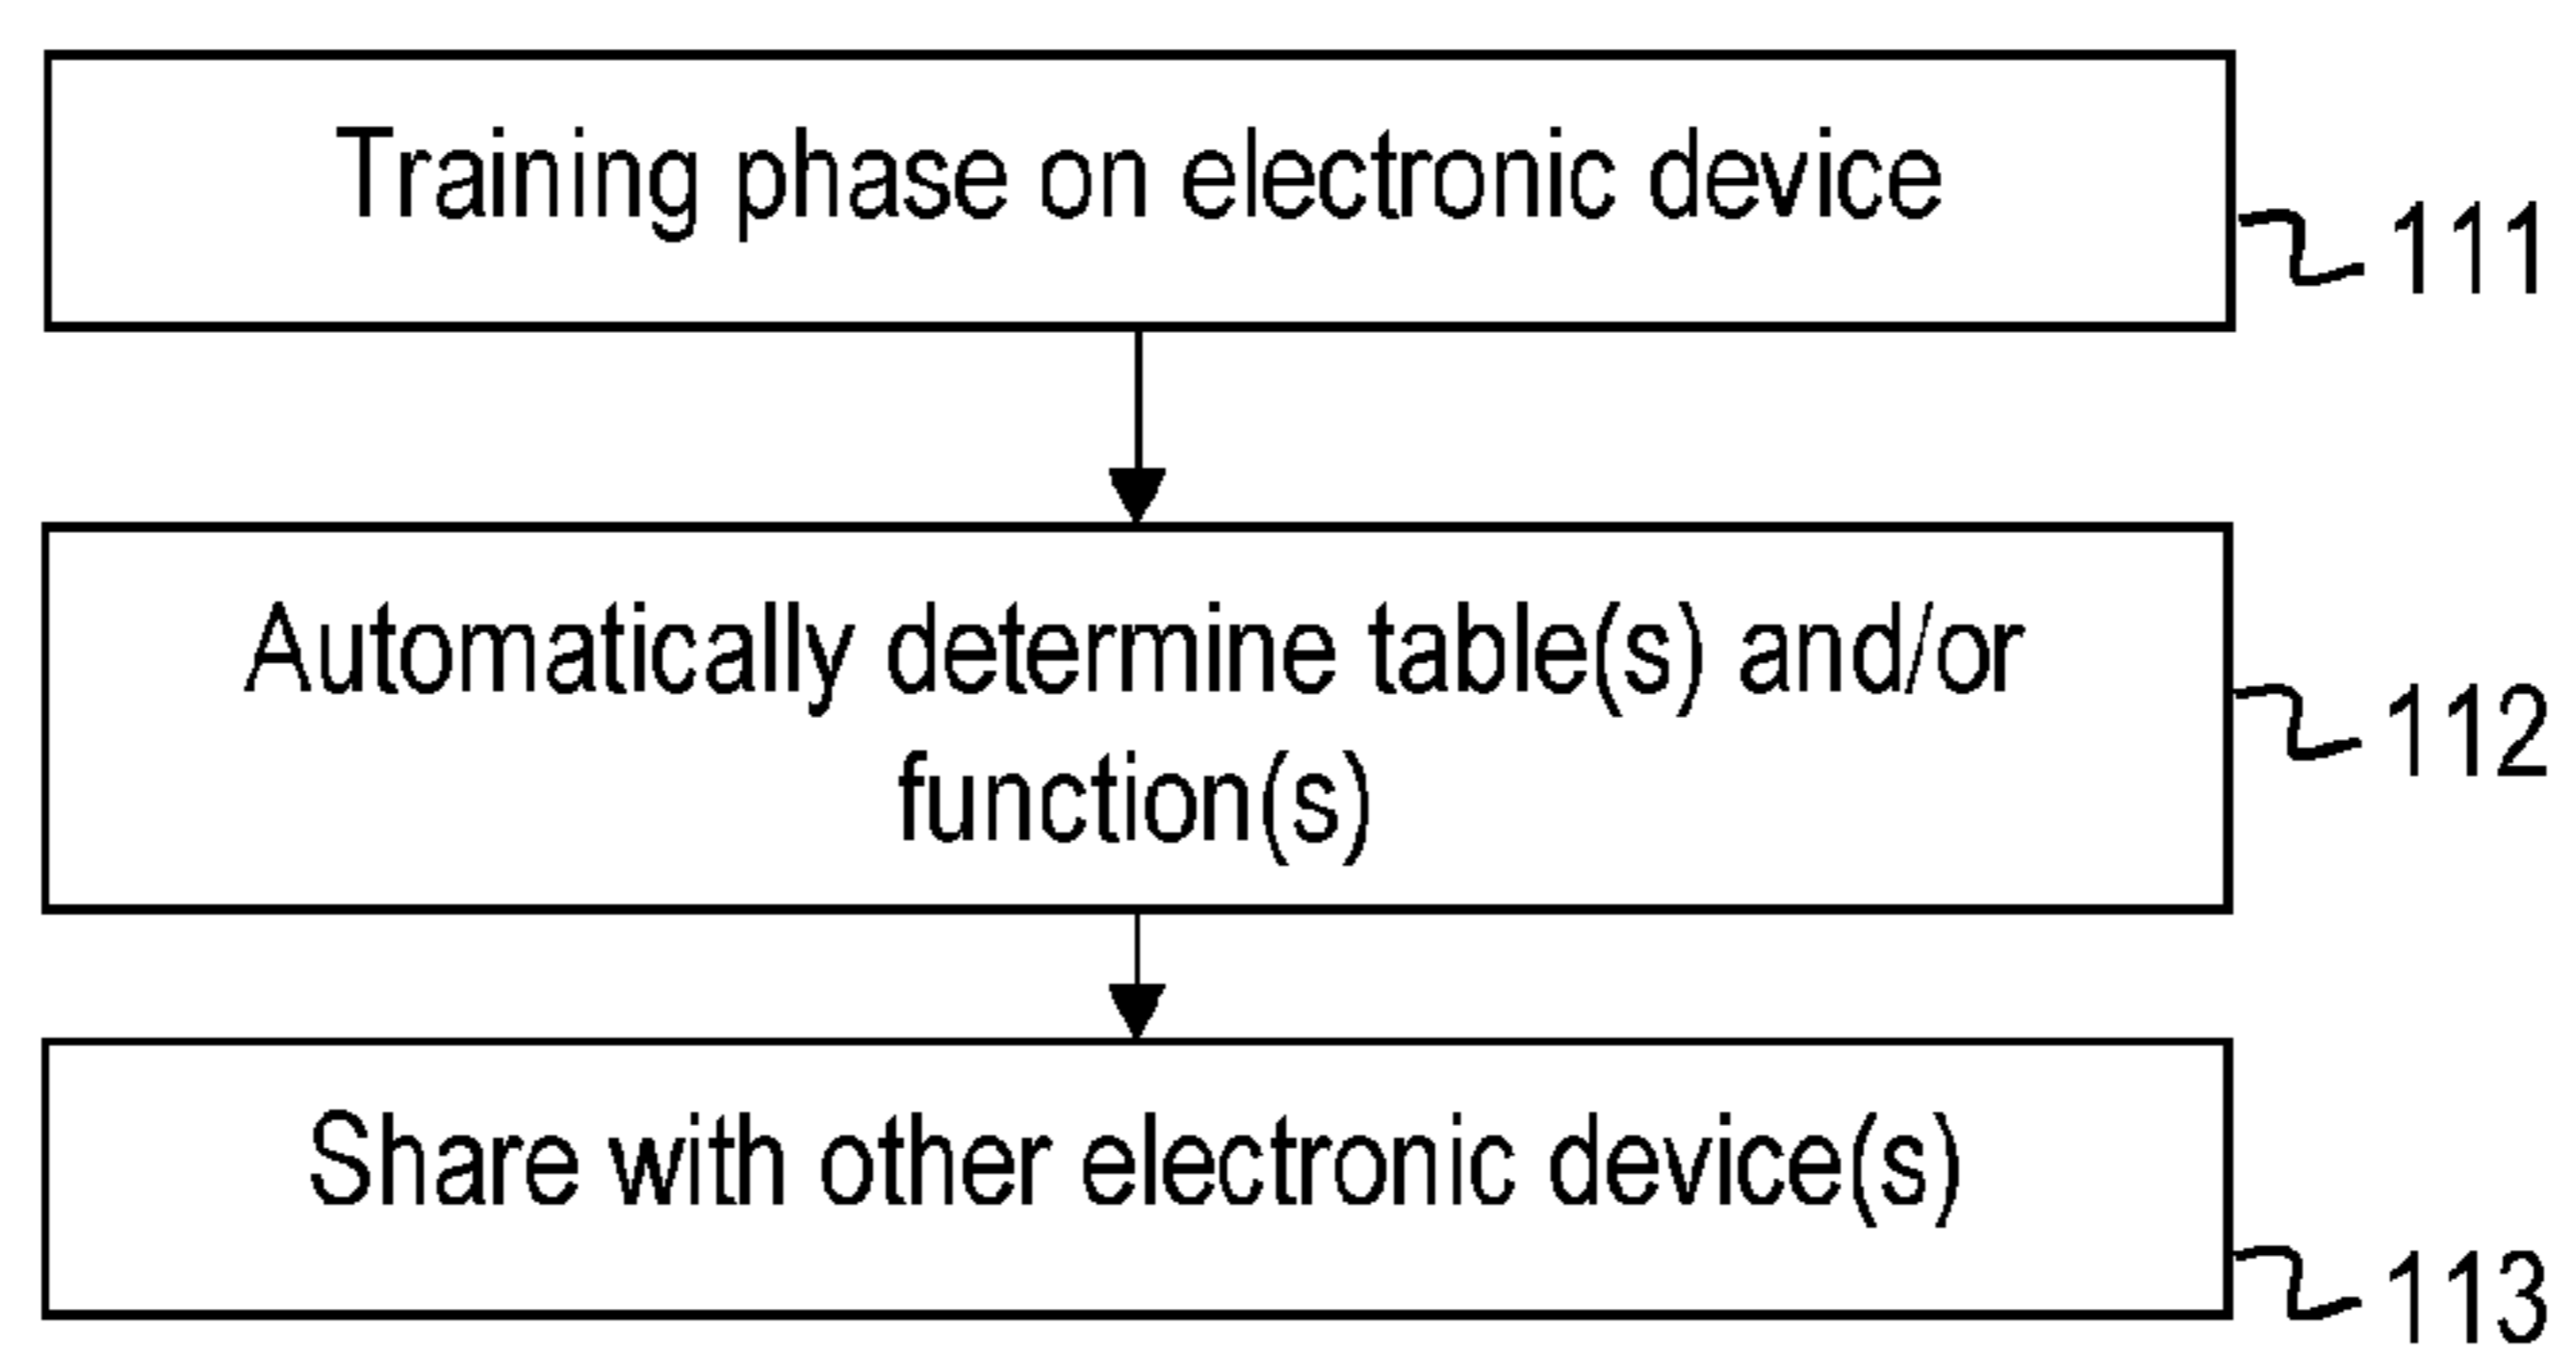 Training phase on electronic device
111
Automatically determine table(s) and/or
function(s)
112
Share with other electronic device(s)
113